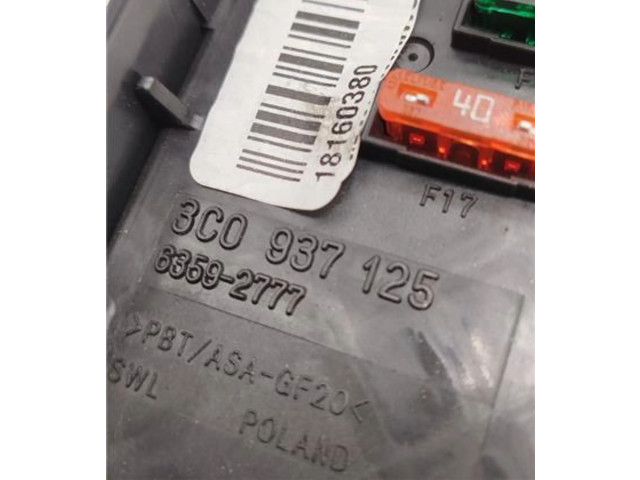 18160380
40
F17
3C0 937 125
6359-2777
>PBT/ASA-GF20<
SWL
POLAND